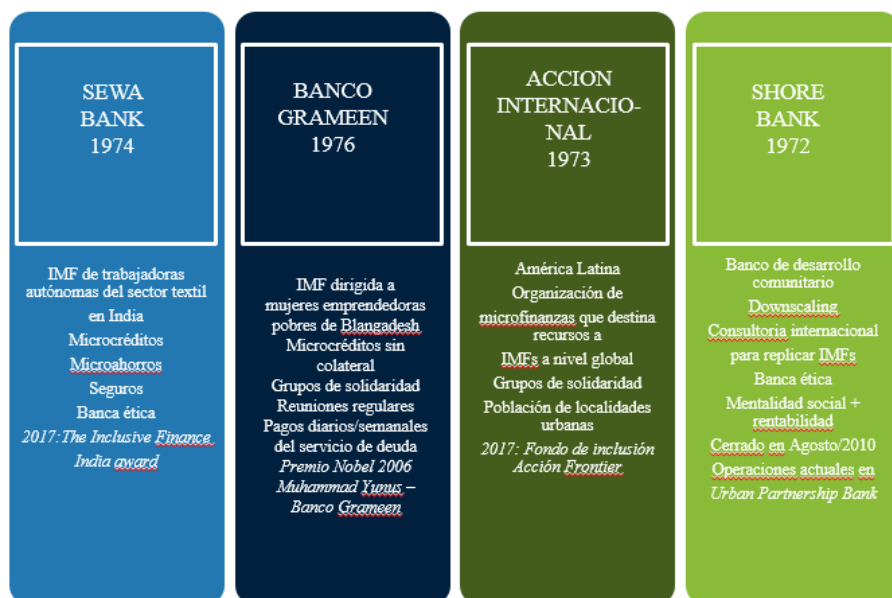 SEWA
BANK
1974
IMF de trabajadoras
autónomas del sector textil
en India
Microcréditos
Microahorros
Seguros
Banca ética
2017:The Inclusive Finance
India award
BANCO
GRAMEEN
1976
IMF dirigida a
mujeres emprendedoras
pobres de Blangadesh
Microcréditos sin
colateral
Grupos de solidaridad
Reuniones regulares
Pagos diarios/semanales
del servicio de deuda
Premio Nobel 2006
Muhammad Yunus –
Banco Grameen
ACCION
INTERNACIO-
NAL
1973
América Latina
Organización de
microfinanzas que destina
recursos a
IMFs a nivel global
Grupos de solidaridad
Población de localidades
urbanas
2017: Fondo de inclusión
Acción Frontier
SHORE
BANK
1972
Banco de desarrollo
comunitario
Downscaling
Consultoria internacional
para replicar IMFs
Banca ética
Mentalidad social +
rentabilidad
Cerrado en Agosto/2010
Operaciones actuales en
Urban Partnership Bank